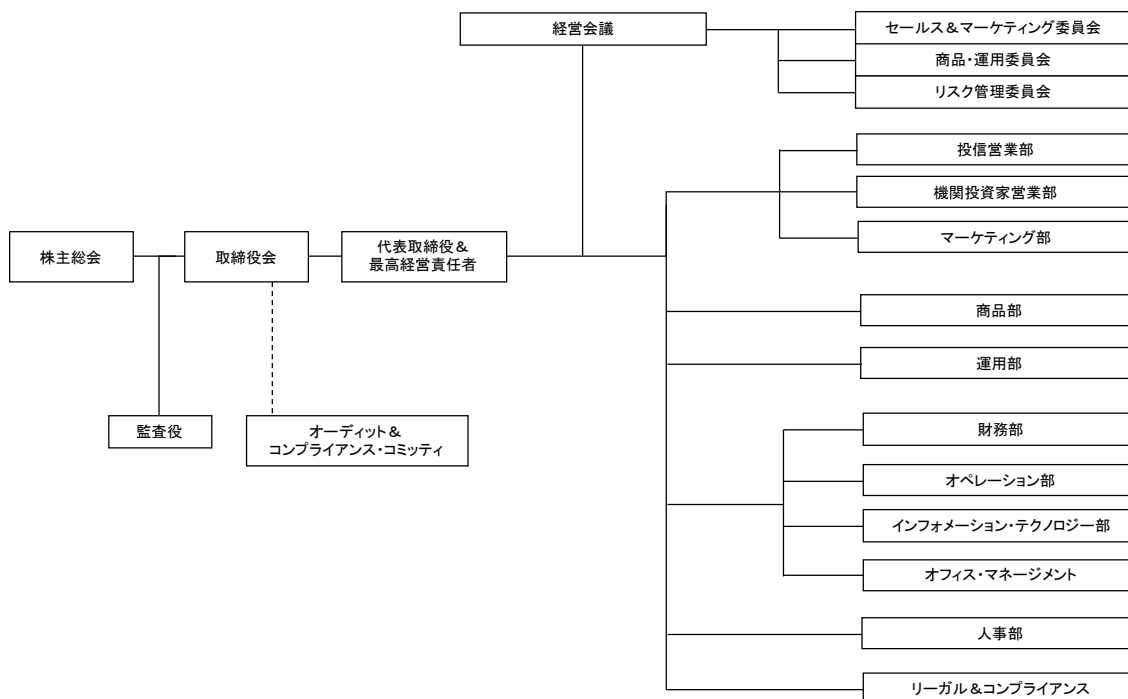 経営会議
セールス&マーケティング委員会
商品・運用委員会
リスク管理委員会
投信営業部
機関投資家営業部
マーケティング部
株主総会
取締役会
代表取締役&
最高経営責任者
商品部
運用部
監査役
オーディット&
コンプライアンス・コミッティ
財務部
オペレーション部
インフォメーション・テクノロジー部
オフィス・マネージメント
人事部
リーガル&コンプライアンス